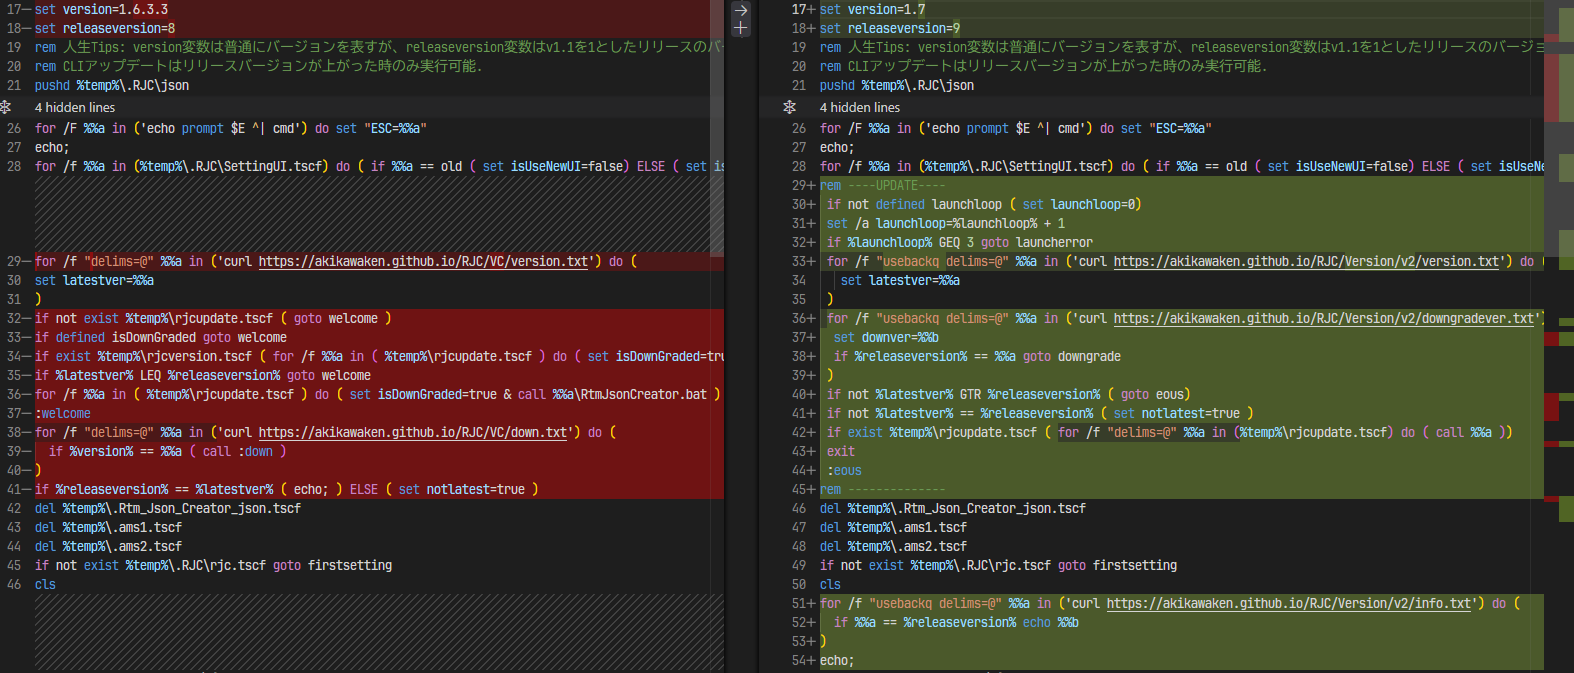 17 set version=1.6.3.3
18 set releaseversion=8
19 rem 人生Tips: version変数は普通にバージョンを表すが、releaseversion変数はv1.1を1としたリリースのバ
20 rem CLIアップデートはリリースバージョンが上がった時のみ実行可能.
21 pushd %temp%\.RJC\json
4 hidden lines
26 for /F %%a in ('echo prompt $E ^| cmd') do set "ESC=%%a"
27 echo;
28 for /f %%a in (%temp%\.RJC\SettingUI.tscf) do ( if %%a == old ( set isUseNewUI=false) ELSE ( set is
29 for /f "delims=@" %%a in ('curl https://akikawaken.github.io/RJC/VC/version.txt') do (
30 set latestver=%%a
31 )
32 if not exist %temp%\rjcupdate.tscf ( goto welcome )
33 if defined isDownGraded goto welcome
34 if exist %temp%\rjcversion.tscf ( for /f %%a in ( %temp%\rjcupdate.tscf ) do ( set isDownGraded=tru
35 if %latestver% LEQ %releaseversion% goto welcome
36 for /f %%a in ( %temp%\rjcupdate.tscf ) do ( set isDownGraded=true & call %%a\RtmJsonCreator.bat )
37 :welcome
38 for /f "delims=@" %%a in ('curl https://akikawaken.github.io/RJC/VC/down.txt') do (
39 if %version% == %%a ( call :down )
40 )
41 if %releaseversion% == %latestver% ( echo; ) ELSE ( set notlatest=true )
42 del %temp%\.Rtm_Json_Creator_json.tscf
43 del %temp%\.ams1.tscf
44 del %temp%\.ams2.tscf
45 if not exist %temp%\.RJC\rjc.tscf goto firstsetting
46 cls
17 set version=1.7
18 set releaseversion=9
19 rem 人生Tips: version変数は普通にバージョンを表すが、releaseversion変数はv1.1を1としたリリースのバージョ
20 rem CLIアップデートはリリースバージョンが上がった時のみ実行可能.
21 pushd %temp%\.RJC\json
4 hidden lines
26 for /F %%a in ('echo prompt $E ^| cmd') do set "ESC=%%a"
27 echo;
28 for /f %%a in (%temp%\.RJC\SettingUI.tscf) do ( if %%a == old ( set isUseNewUI=false) ELSE ( set isUseNe
29 rem ----UPDATE----
30 if not defined launchloop ( set launchloop=0)
31 set /a launchloop=%launchloop% + 1
32 if %launchloop% GEQ 3 goto launcherror
33 for /f "usebackq delims=@" %%a in ('curl https://akikawaken.github.io/RJC/Version/v2/version.txt') do (
34 set latestver=%%a
35 )
36 for /f "usebackq delims=@" %%a in ('curl https://akikawaken.github.io/RJC/Version/v2/downgradever.txt')
37 set downver=%%b
38 if %releaseversion% == %%a goto downgrade
39 )
40 if not %latestver% GTR %releaseversion% ( goto eous)
41 if not %latestver% == %releaseversion% ( set notlatest=true )
42 if exist %temp%\rjcupdate.tscf ( for /f "delims=@" %%a in (%temp%\rjcupdate.tscf) do ( call %%a ))
43 exit
44 :eous
45 rem --------------
46 del %temp%\.Rtm_Json_Creator_json.tscf
47 del %temp%\.ams1.tscf
48 del %temp%\.ams2.tscf
49 if not exist %temp%\.RJC\rjc.tscf goto firstsetting
50 cls
51 for /f "usebackq delims=@" %%a in ('curl https://akikawaken.github.io/RJC/Version/v2/info.txt') do (
52 if %%a == %releaseversion% echo %%b
53 )
54 echo;